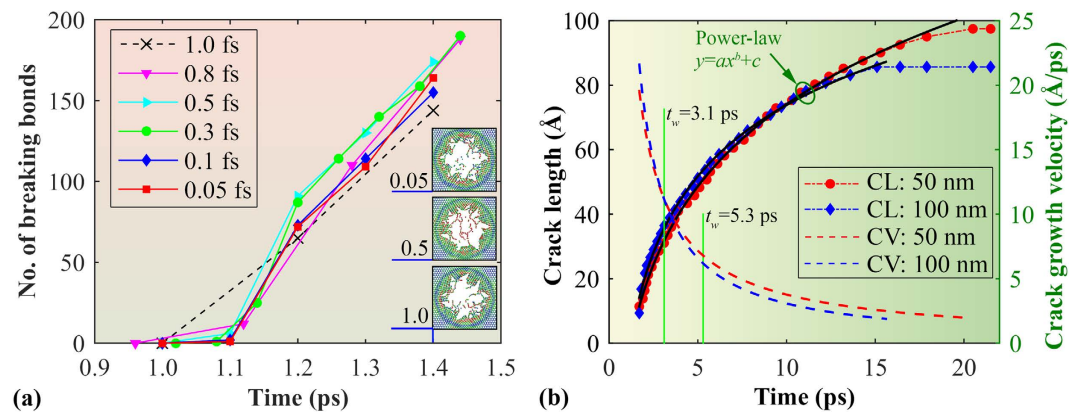 200
150
100
50
0
No. of breaking bonds
1.0 fs
0.8 fs
0.5 fs
0.3 fs
0.1 fs
0.05 fs
0.05
0.5
1.0
0.9 1.0 1.1 1.2 1.3 1.4 1.5
(a) Time (ps)
100
80
60
40
20
0
Crack length (Å)
Power-law
y=ax^b+c
t_w=3.1 ps
t_w=5.3 ps
CL: 50 nm
CL: 100 nm
CV: 50 nm
CV: 100 nm
25
20
15
10
5
0
Crack growth velocity (Å/ps)
0 5 10 15 20
(b) Time (ps)